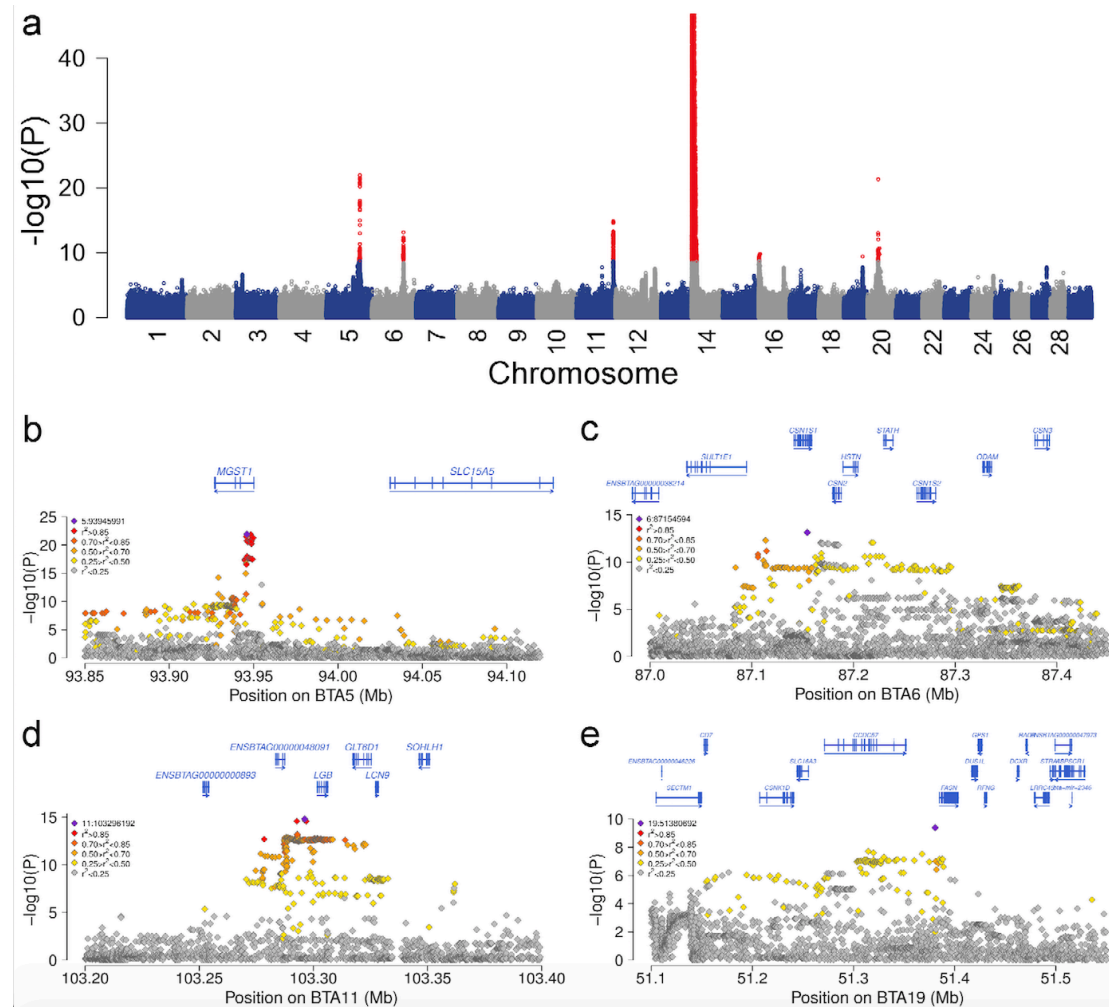 a
-log10(P)
40
30
20
10
0
1 2 3 4 5 6 7 8 9 10 11 12 14 16 18 20 22 24 26 28
Chromosome
b
MGST1 SLC15A5
25
20
15
10
5
0
−log10(P)
5:93945991
r²>0.85
0.70>r²<0.85
0.50>r²<0.70
0.25>r²<0.50
r²<0.25
93.85 93.90 93.95 94.00 94.05 94.10
Position on BTA5 (Mb)
c
CSN1S1 STATH CSN3
SULT1E1 HSTN ODAM
CSN2 CSN1S2
15
10
5
0
−log10(P)
6:87154594
r²>0.85
0.70>r²<0.85
0.50>r²<0.70
0.25>r²<0.50
r²<0.25
87.0 87.1 87.2 87.3 87.4
Position on BTA6 (Mb)
d
ENSBTAG00000048091 GLT6D1 SOHLH1
ENSBTAG00000000893 LGB LCN9
15
10
5
0
−log10(P)
11:103296192
r²>0.85
0.70>r²<0.85
0.50>r²<0.70
0.25>r²<0.50
r²<0.25
103.20 103.25 103.30 103.35 103.40
Position on BTA11 (Mb)
e
CD7 CCDC57 GPS1
SLC16A3 DUS1L DCXR
SECTM1 CSNK1D FASN RFNG
10
8
6
4
2
0
−log10(P)
19:51380692
r²>0.85
0.70>r²<0.85
0.50>r²<0.70
0.25>r²<0.50
r²<0.25
51.1 51.2 51.3 51.4 51.5
Position on BTA19 (Mb)